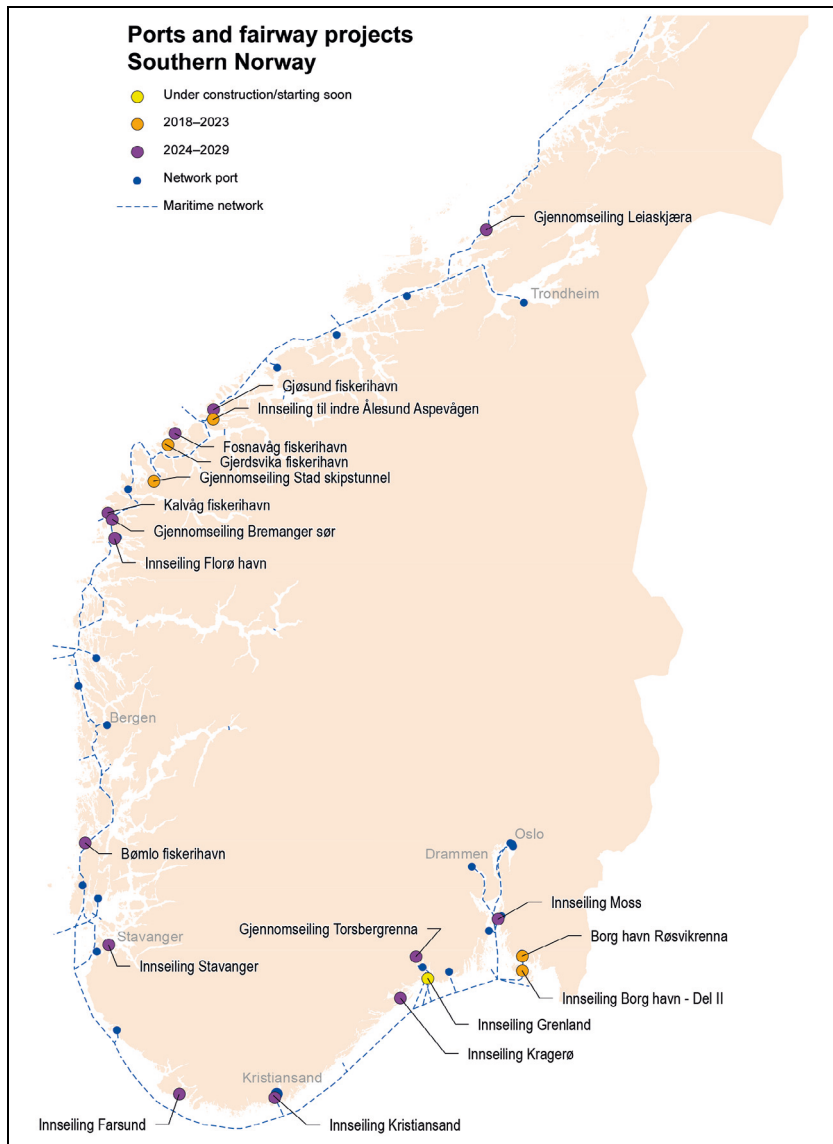 Ports and fairway projects
Southern Norway
Under construction/starting soon
2018–2023
2024–2029
Network port
Maritime network
Gjennomseiling Leiaskjæra
Trondheim
Gjøsund fiskerihavn
Innseiling til indre Ålesund Aspevågen
Fosnavåg fiskerihavn
Gjerdsvika fiskerihavn
Gjennomseiling Stad skipstunnel
Kalvåg fiskerihavn
Gjennomseiling Bremanger sør
Innseiling Florø havn
Bergen
Oslo
Drammen
Bømlo fiskerihavn
Innseiling Moss
Gjennomseiling Torsbergrenna
Stavanger
Borg havn Røsvikrenna
Innseiling Stavanger
Innseiling Borg havn - Del II
Innseiling Grenland
Innseiling Kragerø
Kristiansand
Innseiling Farsund
Innseiling Kristiansand